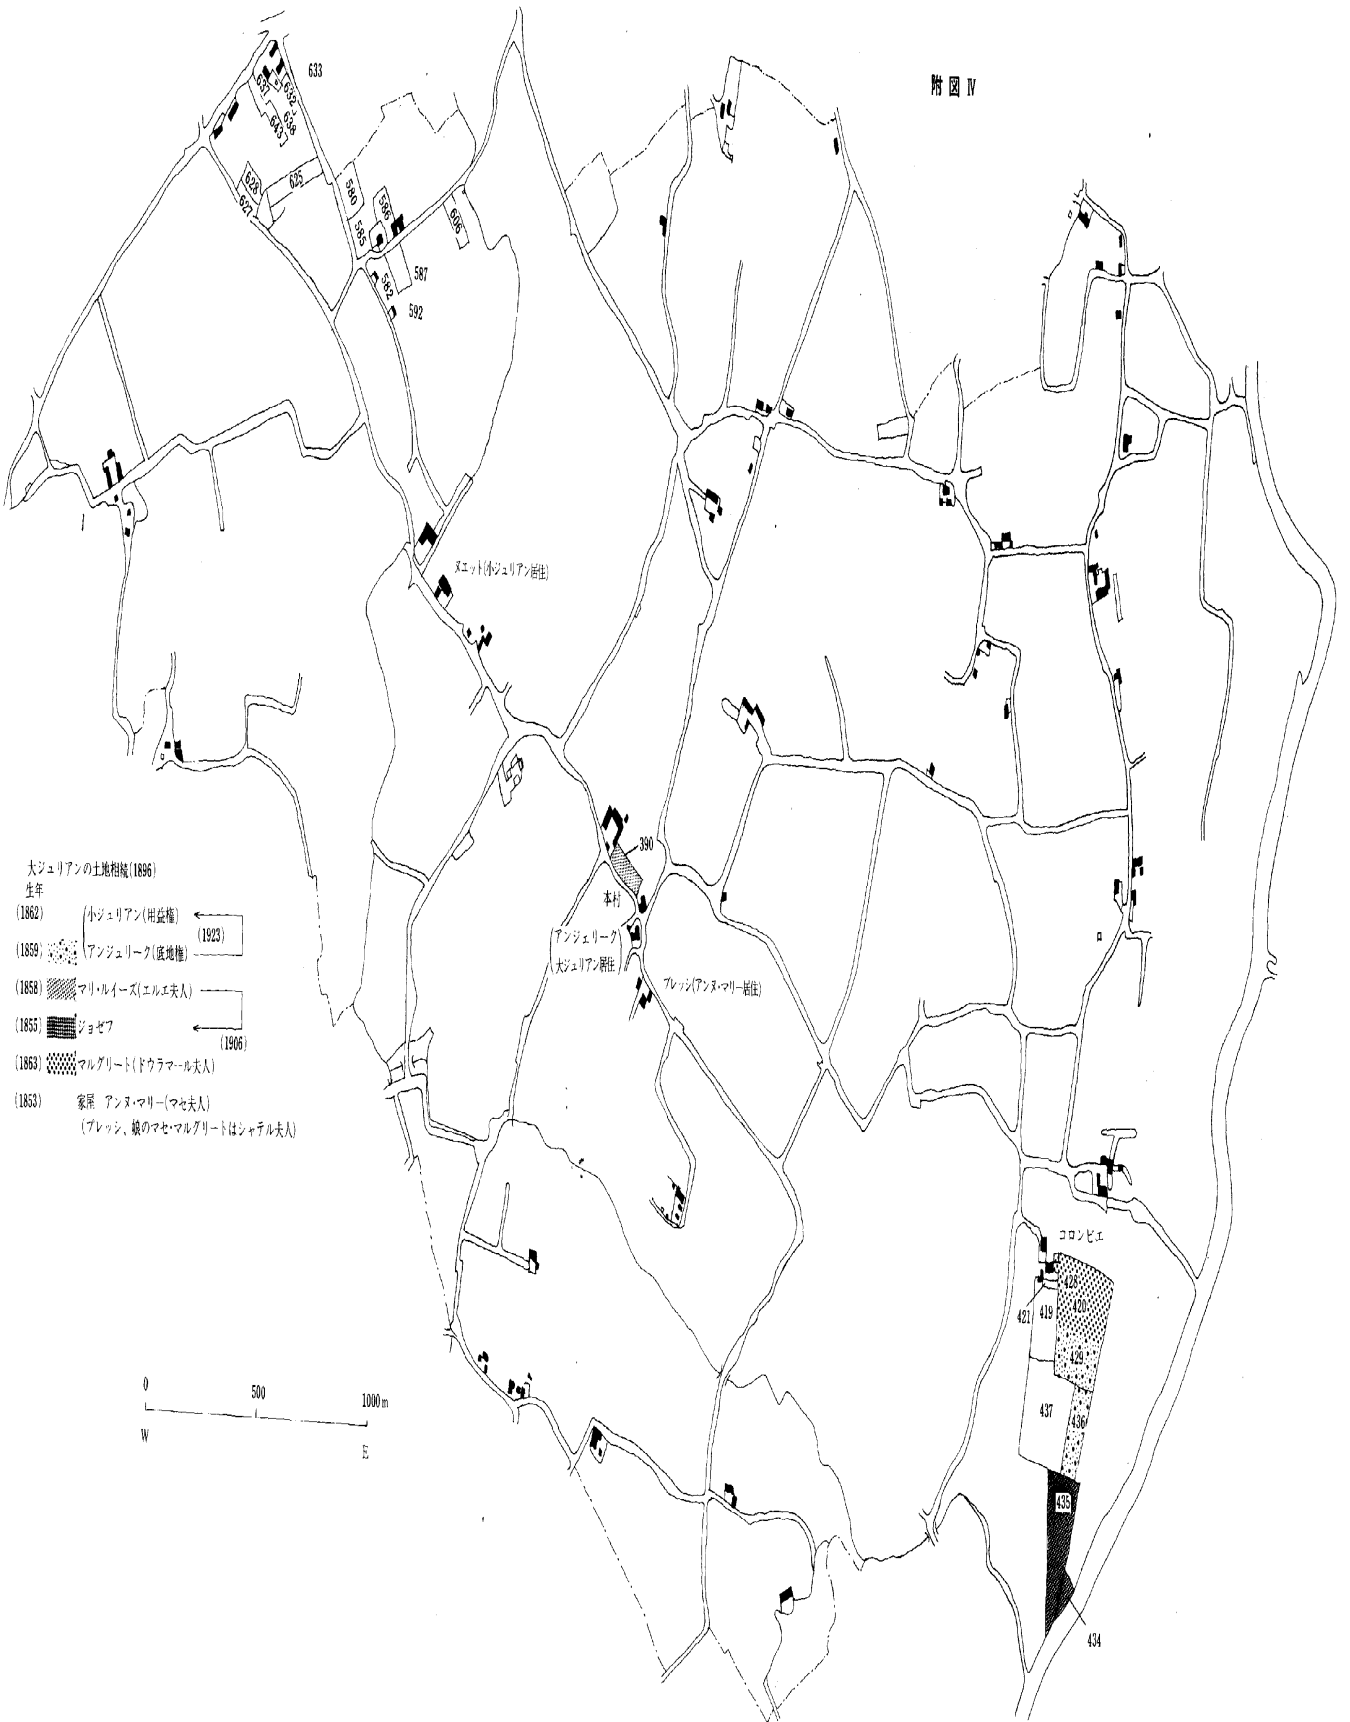 附図 Ⅳ
633
637
632
638
643
628
625
627
580
586
585
606
587
582
592
ヌエット(小ジュリアン居住)
390
本村
アンジェリーク
大ジュリアン居住
プレッシ(アンヌ・マリー居住)
大ジュリアンの土地相続(1896)
生年
(1862) 小ジュリアン(用益権)
(1923)
(1859) アンジェリーク(底地権)
(1858) マリ・ルイーズ(エルエ夫人)
(1855) ジョゼフ
(1906)
(1863) マルグリート(ドウラマール夫人)
(1853) 家屋 アンヌ・マリー(マセ夫人)
(プレッシ、娘のマセ・マルグリートはシャテル夫人)
コロンビエ
428
420
421
419
429
437
436
435
434
0 500 1000m
W E